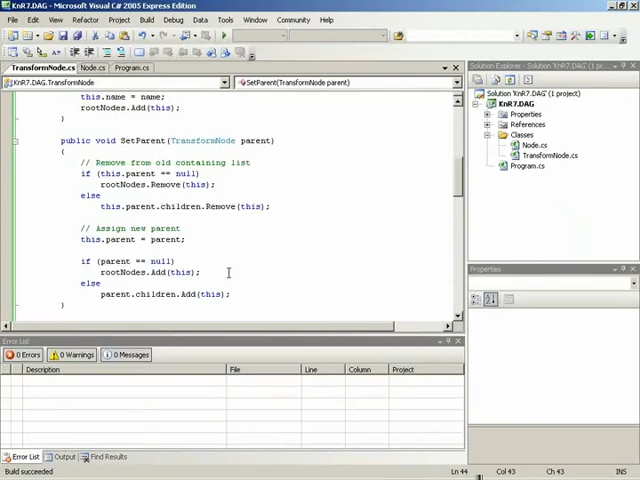 KnR7.DAG - Microsoft Visual C# 2005 Express Edition
File Edit View Refactor Project Build Debug Data Tools Window Community Help
TransformNode.cs Node.cs Program.cs
KnR7.DAG.TransformNode
SetParent(TransformNode parent)
this.name = name;
rootNodes.Add(this);
}
public void SetParent(TransformNode parent)
{
// Remove from old containing list
if (this.parent == null)
rootNodes.Remove(this);
else
this.parent.children.Remove(this);
// Assign new parent
this.parent = parent;
if (parent == null)
rootNodes.Add(this);
else
parent.children.Add(this);
}
Solution Explorer - Solution 'KnR7.DAG' (1 p...
Solution 'KnR7.DAG' (1 project)
KnR7.DAG
Properties
References
Classes
Node.cs
TransformNode.cs
Program.cs
Properties
Error List
0 Errors
0 Warnings
0 Messages
Description File Line Column Project
Error List Output Find Results
Build succeeded
Ln 44 Col 43 Ch 43 INS